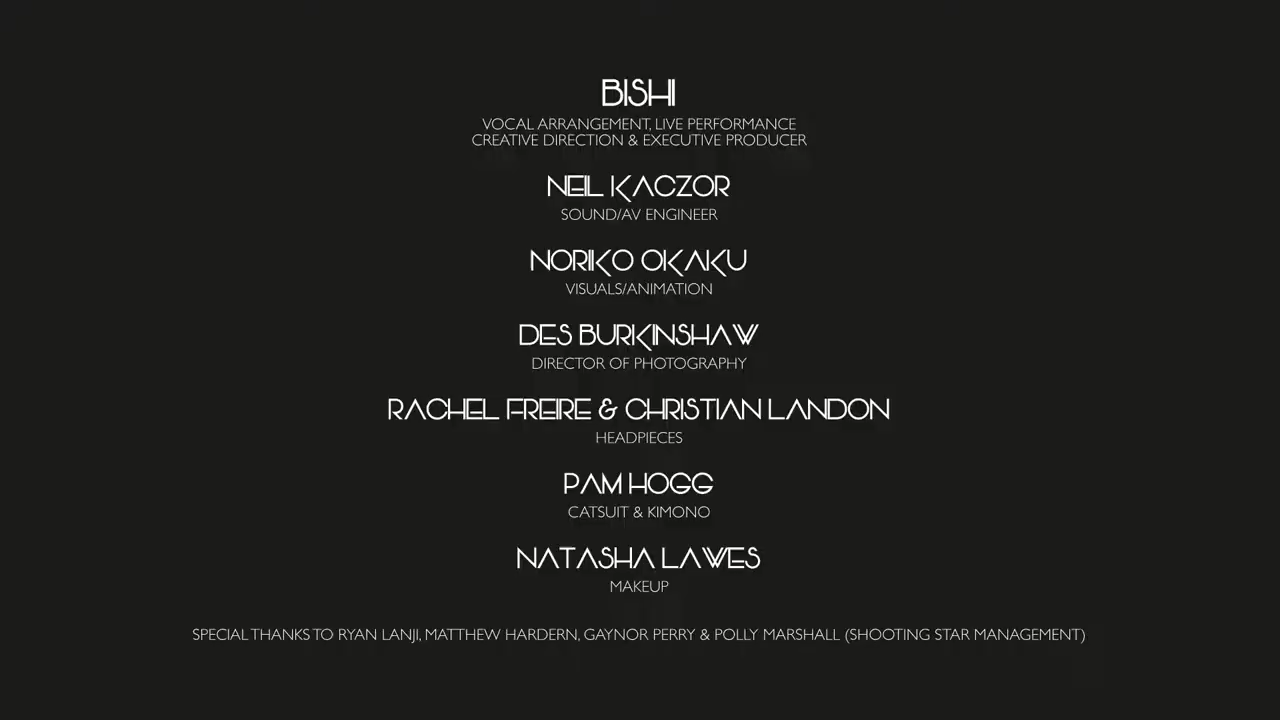 BISHI
VOCAL ARRANGEMENT, LIVE PERFORMANCE
CREATIVE DIRECTION & EXECUTIVE PRODUCER
NEIL KACZOR
SOUND/AV ENGINEER
NORIKO OKAKU
VISUALS/ANIMATION
DES BURKINSHAW
DIRECTOR OF PHOTOGRAPHY
RACHEL FREIRE & CHRISTIAN LANDON
HEADPIECES
PAM HOGG
CATSUIT & KIMONO
NATASHA LAWES
MAKEUP
SPECIAL THANKS TO RYAN LANJI, MATTHEW HARDERN, GAYNOR PERRY & POLLY MARSHALL (SHOOTING STAR MANAGEMENT)